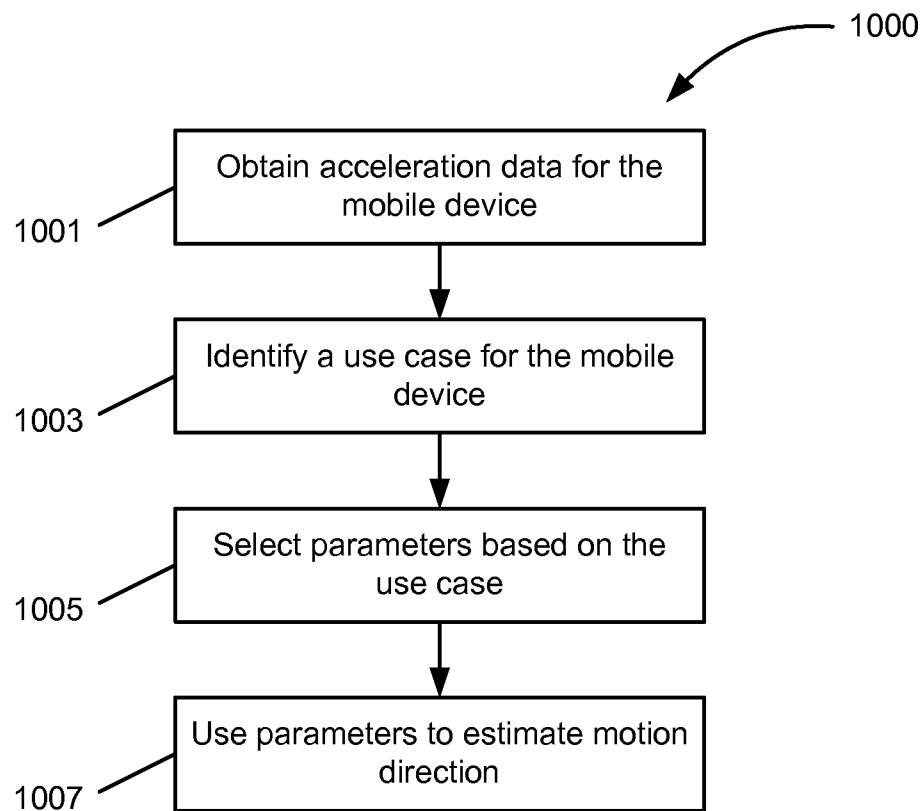 1000
Obtain acceleration data for the
mobile device
1001
Identify a use case for the mobile
device
1003
Select parameters based on the
use case
1005
Use parameters to estimate motion
direction
1007